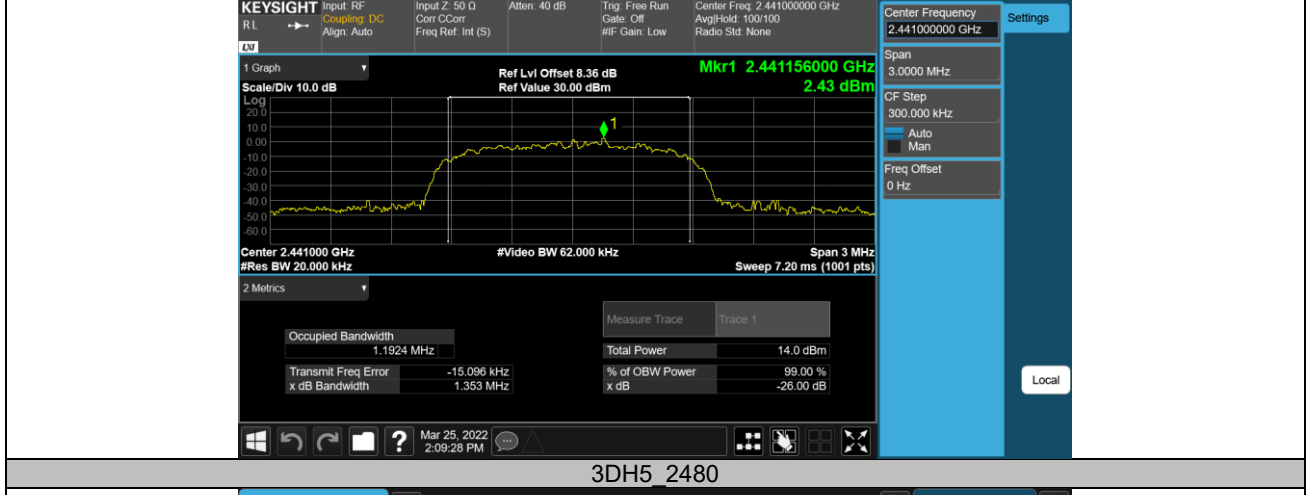 KEYSIGHT Input: RF Input Z: 50 Ω Atten: 40 dB Trig: Free Run Center Freq: 2.441000000 GHz
RL Coupling: DC Corr CCorr Gate: Off Avg|Hold: 100/100
Align: Auto Freq Ref: Int (S) #IF Gain: Low Radio Std: None
LXI
Center Frequency
2.441000000 GHz
Settings
Span
3.0000 MHz
CF Step
300.000 kHz
Auto
Man
Freq Offset
0 Hz
Local
1 Graph
Ref Lvl Offset 8.36 dB
Mkr1 2.441156000 GHz
Scale/Div 10.0 dB
Ref Value 30.00 dBm
2.43 dBm
Log
20.0
10.0
0.00
-10.0
-20.0
-30.0
-40.0
-50.0
-60.0
1
Center 2.441000 GHz #Video BW 62.000 kHz Span 3 MHz
#Res BW 20.000 kHz Sweep 7.20 ms (1001 pts)
2 Metrics
Measure Trace Trace 1
Occupied Bandwidth
1.1924 MHz
Total Power 14.0 dBm
Transmit Freq Error -15.096 kHz % of OBW Power 99.00 %
x dB Bandwidth 1.353 MHz x dB -26.00 dB
? Mar 25, 2022
2:09:28 PM
3DH5_2480